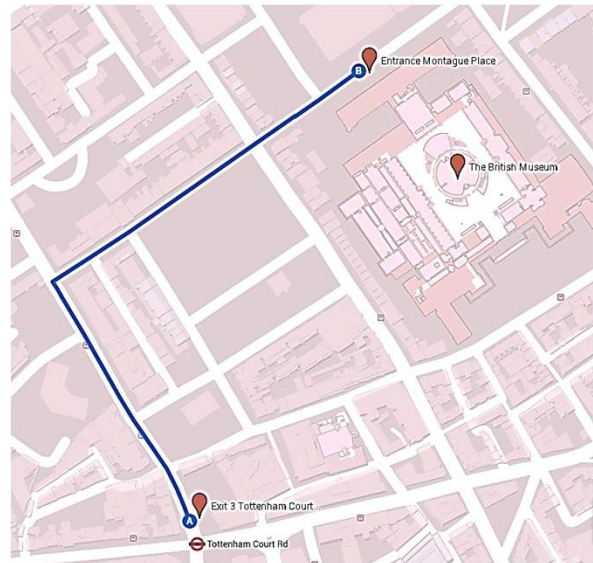 B
Entrance Montague Place
The British Museum
Exit 3 Tottenham Court...
A
Tottenham Court Rd